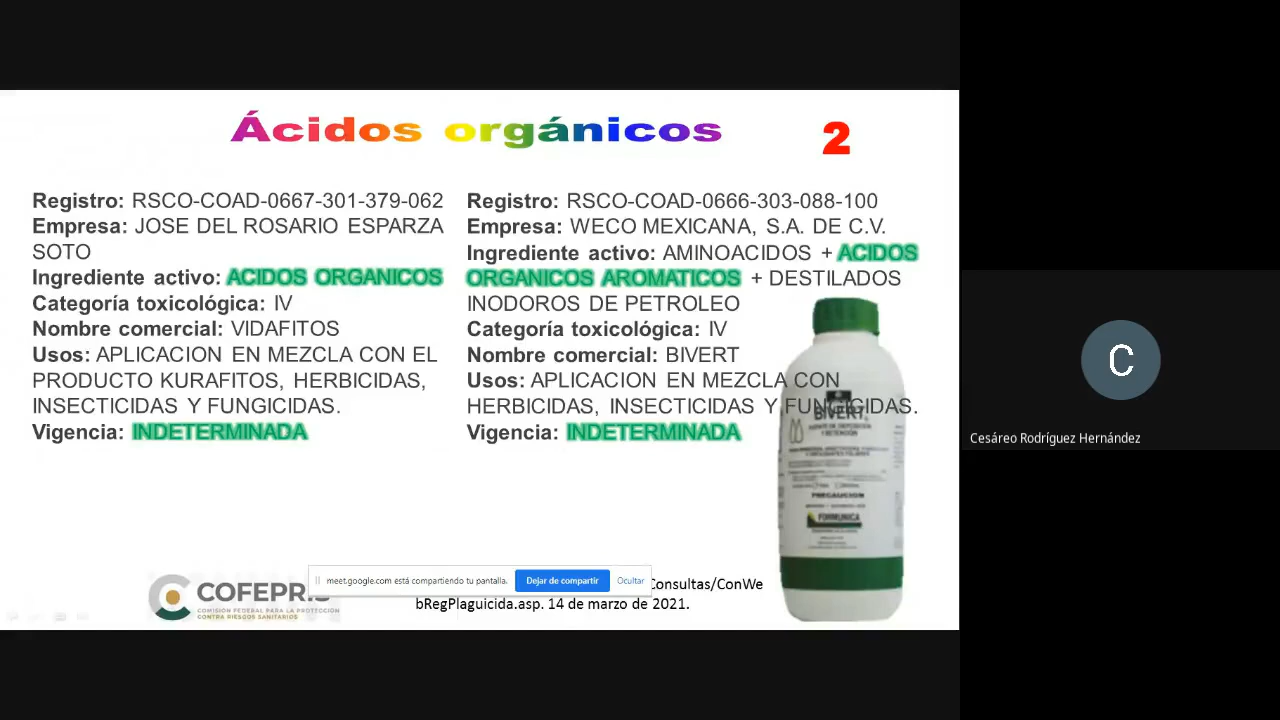 Ácidos orgánicos
2
Registro: RSCO-COAD-0667-301-379-062
Empresa: JOSE DEL ROSARIO ESPARZA
SOTO
Ingrediente activo: ACIDOS ORGANICOS
Categoría toxicológica: IV
Nombre comercial: VIDAFITOS
Usos: APLICACION EN MEZCLA CON EL
PRODUCTO KURAFITOS, HERBICIDAS,
INSECTICIDAS Y FUNGICIDAS.
Vigencia: INDETERMINADA
Registro: RSCO-COAD-0666-303-088-100
Empresa: WECO MEXICANA, S.A. DE C.V.
Ingrediente activo: AMINOACIDOS + ACIDOS
ORGANICOS AROMATICOS + DESTILADOS
INODOROS DE PETROLEO
Categoría toxicológica: IV
Nombre comercial: BIVERT
Usos: APLICACION EN MEZCLA CON
HERBICIDAS, INSECTICIDAS Y FUNGICIDAS.
Vigencia: INDETERMINADA
BIVERT
PRECAUCION
FORMUNICA
COFEPRIS
COMISIÓN FEDERAL PARA LA PROTECCIÓN
CONTRA RIESGOS SANITARIOS
meet.google.com está compartiendo tu pantalla.
Dejar de compartir
Ocultar
Consultas/ConWe
bRegPlaguicida.asp. 14 de marzo de 2021.
C
Cesáreo Rodríguez Hernández